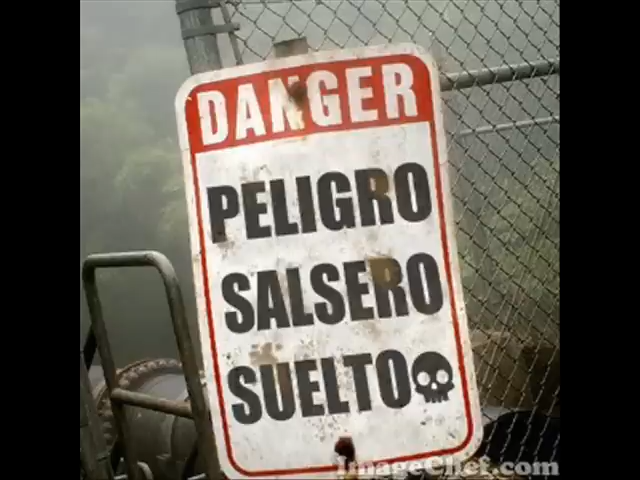 DANGER
PELIGRO
SALSERO
SUELTO
ImageChef.com